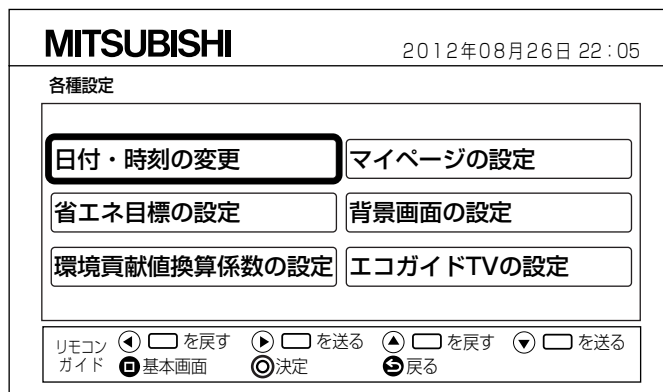 MITSUBISHI
2012年08月26日 22:05
各種設定
日付・時刻の変更 マイページの設定
省エネ目標の設定 背景画面の設定
環境貢献値換算係数の設定 エコガイドTVの設定
リモコンガイド ◀ を戻す ▶ を送る ▲ を戻す ▼ を送る
基本画面 決定 戻る